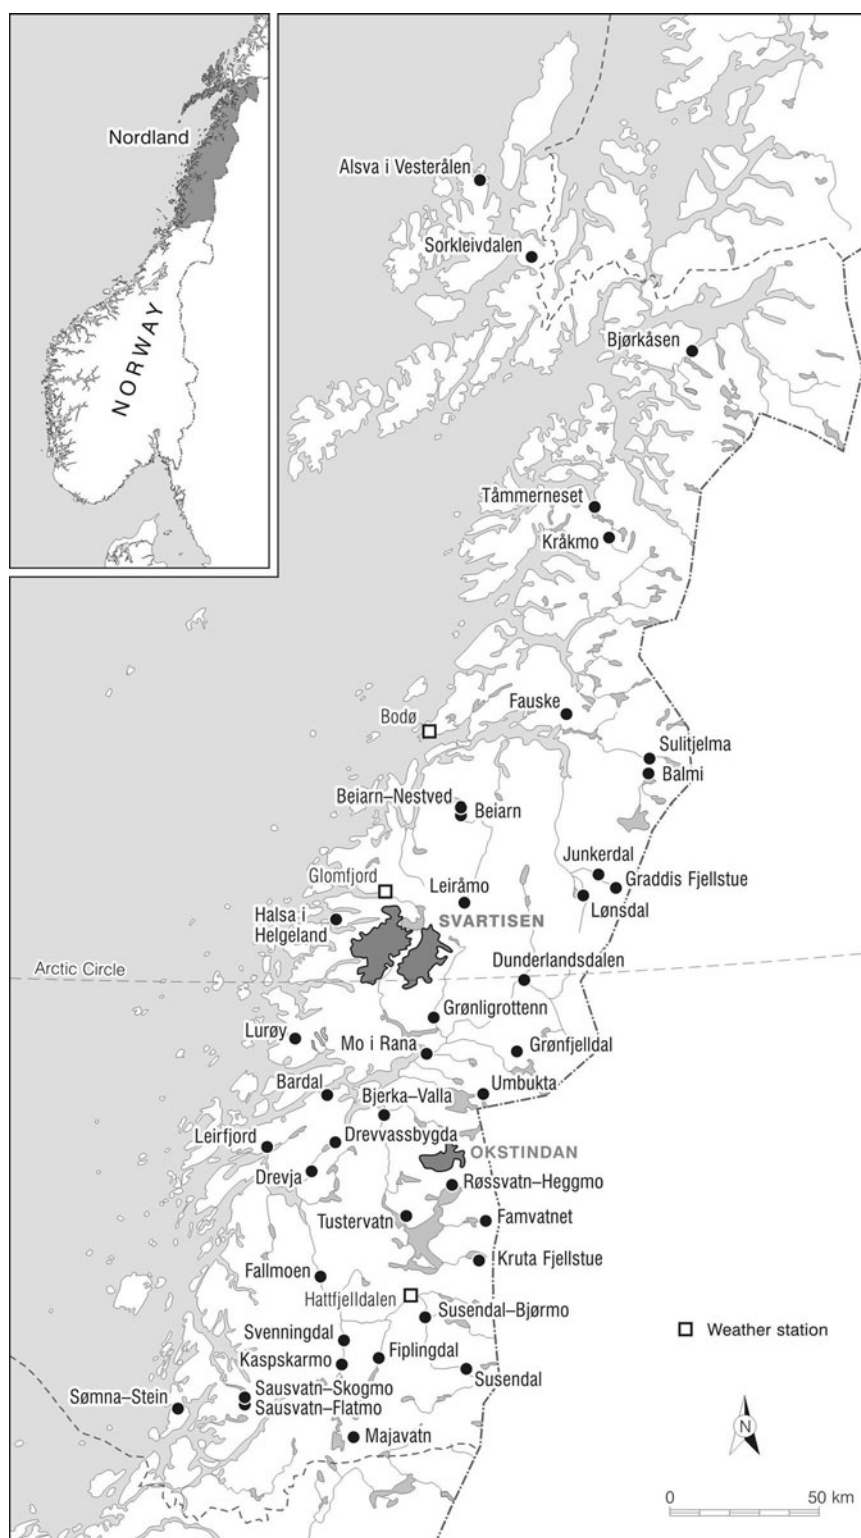 Nordland
NORWAY
Alsva i Vesterålen
Sorkleivdalen
Bjørkåsen
Tåmmerneset
Kråkmo
Fauske
Bodø
Sulitjelma
Balmi
Beiarn–Nestved
Beiarn
Junkerdal
Graddis Fjellstue
Glomfjord
Leiråmo
Lønsdal
Halsa i
Helgeland
SVARTISEN
Dunderlandsdalen
Arctic Circle
Grønligrottenn
Lurøy
Mo i Rana
Grønfjelldal
Bardal
Bjerka–Valla
Umbukta
Leirfjord
Drevvassbygda
OKSTINDAN
Drevja
Røssvatn–Heggmo
Tustervatn
Famvatnet
Kruta Fjellstue
Fallmoen
Hattfjelldalen
Susendal–Bjørmo
Svenningdal
Weather station
Kaspskarmo
Fiplingdal
Susendal
Sausvatn–Skogmo
Sømna–Stein
Sausvatn–Flatmo
Majavatn
N
0 50 km